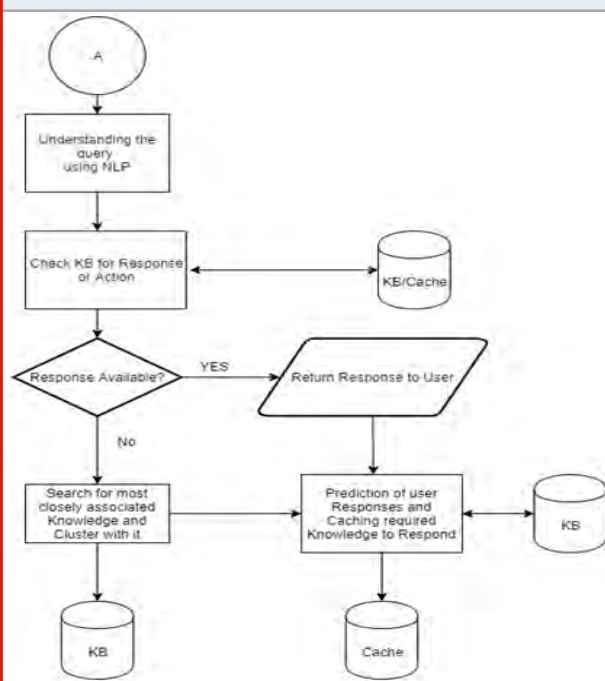 A
Understanding the
query
using NLP
Check KB for Response
or Action
KB/Cache
Response Available?
YES
Return Response to User
No
Search for most
closely associated
Knowledge and
Cluster with it
Prediction of user
Responses and
Caching required
Knowledge to Respond
KB
KB
Cache